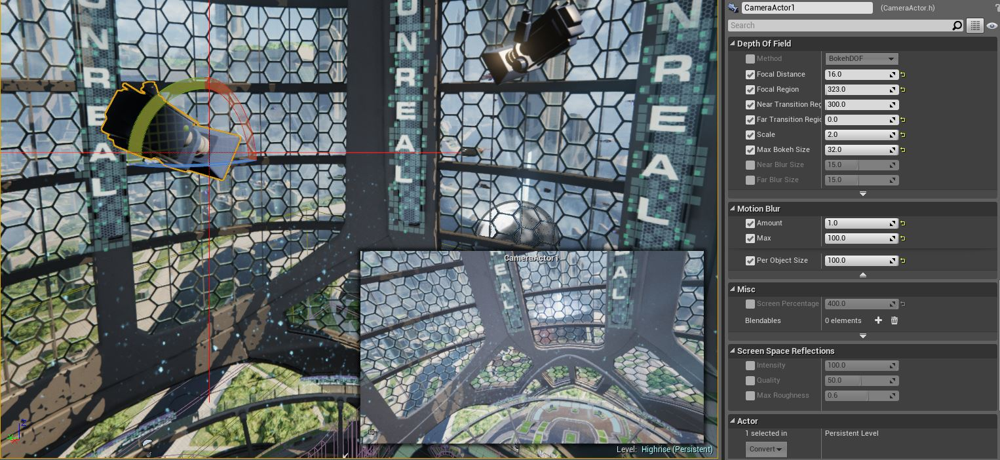 UNREAL
UNREAL
UNREAL
CameraActor1
EAL
AL
Level: Highrise (Persistent)
Z
CameraActor1 (CameraActor.h)
Search
Depth Of Field
Method BokehDOF
Focal Distance 16.0
Focal Region 323.0
Near Transition Reg 300.0
Far Transition Regio 0.0
Scale 2.0
Max Bokeh Size 32.0
Near Blur Size 15.0
Far Blur Size 15.0
Motion Blur
Amount 1.0
Max 100.0
Per Object Size 100.0
Misc
Screen Percentage 400.0
Blendables 0 elements
Screen Space Reflections
Intensity 100.0
Quality 50.0
Max Roughness 0.6
Actor
1 selected in Persistent Level
Convert